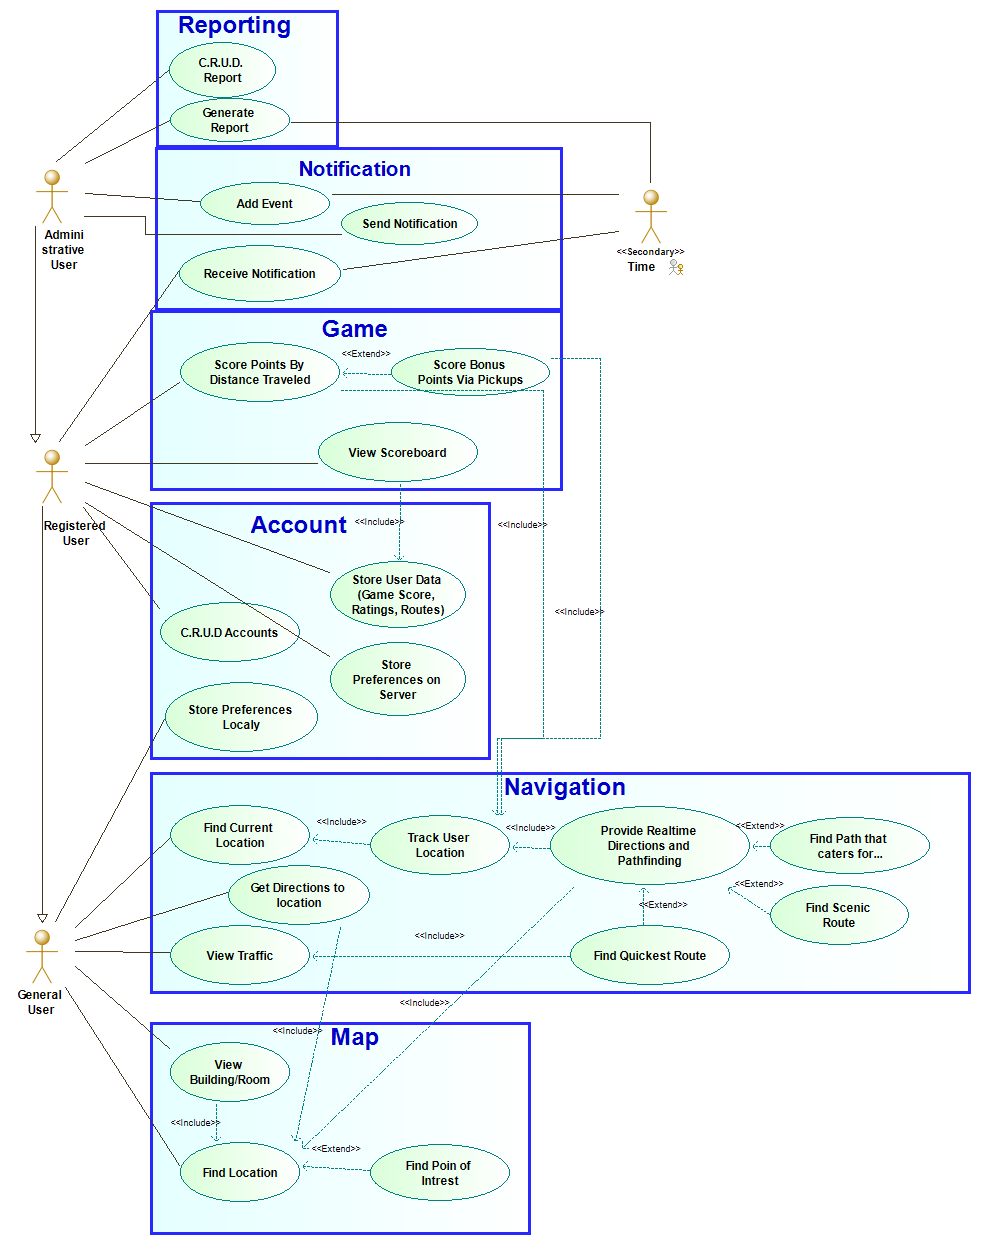 Reporting
C.R.U.D.
Report
Generate
Report
Notification
Add Event
Send Notification
Receive Notification
Admini
strative
User
<<Secondary>>
Time
Game
<<Extend>>
Score Points By
Distance Traveled
Score Bonus
Points Via Pickups
View Scoreboard
Registered
User
Account
<<Include>>
<<Include>>
Store User Data
(Game Score,
Ratings, Routes)
<<Include>>
C.R.U.D Accounts
Store
Preferences on
Server
Store Preferences
Localy
Navigation
Find Current
Location
<<Include>>
Track User
Location
<<Include>>
Provide Realtime
Directions and
Pathfinding
<<Extend>>
Find Path that
caters for...
Get Directions to
location
<<Extend>>
<<Extend>>
Find Scenic
Route
View Traffic
<<Include>>
Find Quickest Route
General
User
<<Include>>
<<Include>>
Map
View
Building/Room
<<Include>>
<<Extend>>
Find Location
Find Poin of
Intrest